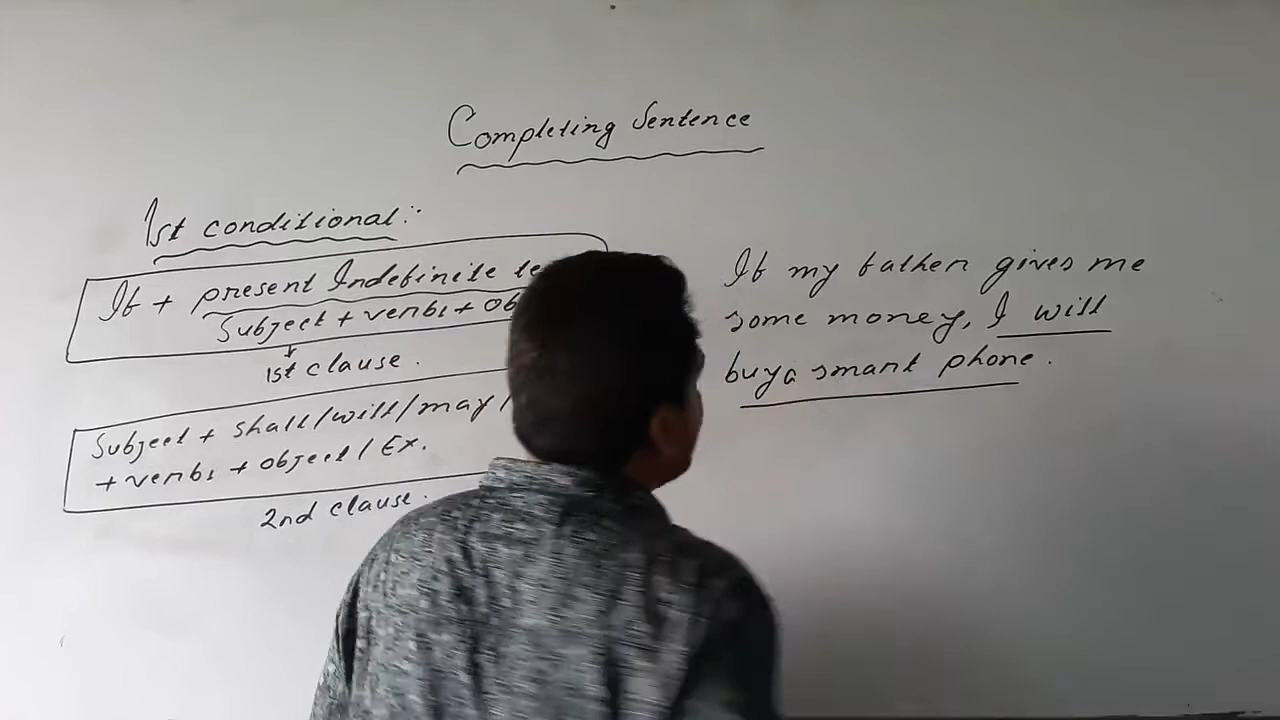 Completing Sentence
1st conditional:
If + present Indefinite
Subject + verb1 + Ob
1st clause.
Subject + shall/will/may/
+ verb1 + object/Ex.
2nd clause.
If my father gives me
some money, I will
buy a smart phone.